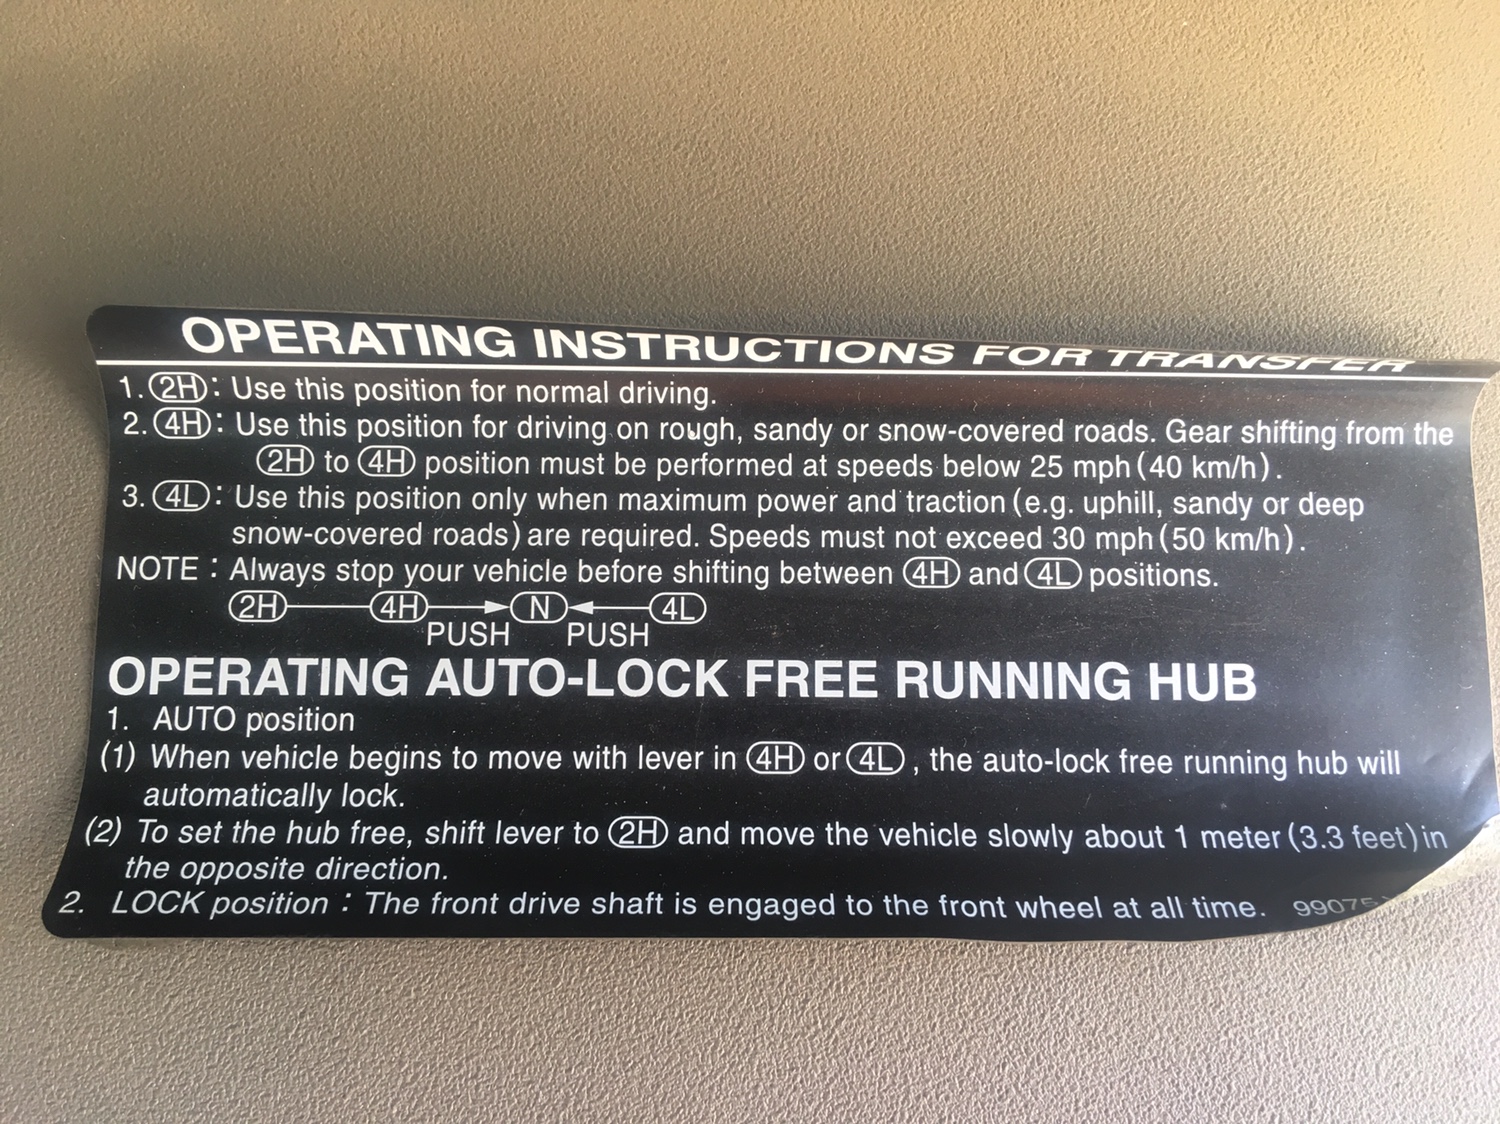 OPERATING INSTRUCTIONS FOR TRANSFER
1. 2H : Use this position for normal driving.
2. 4H : Use this position for driving on rough, sandy or snow-covered roads. Gear shifting from the
2H to 4H position must be performed at speeds below 25 mph (40 km/h).
3. 4L : Use this position only when maximum power and traction (e.g. uphill, sandy or deep
snow-covered roads) are required. Speeds must not exceed 30 mph (50 km/h).
NOTE : Always stop your vehicle before shifting between 4H and 4L positions.
2H 4H N 4L
PUSH PUSH
OPERATING AUTO-LOCK FREE RUNNING HUB
1. AUTO position
(1) When vehicle begins to move with lever in 4H or 4L , the auto-lock free running hub will
automatically lock.
(2) To set the hub free, shift lever to 2H and move the vehicle slowly about 1 meter (3.3 feet) in
the opposite direction.
2. LOCK position : The front drive shaft is engaged to the front wheel at all time.